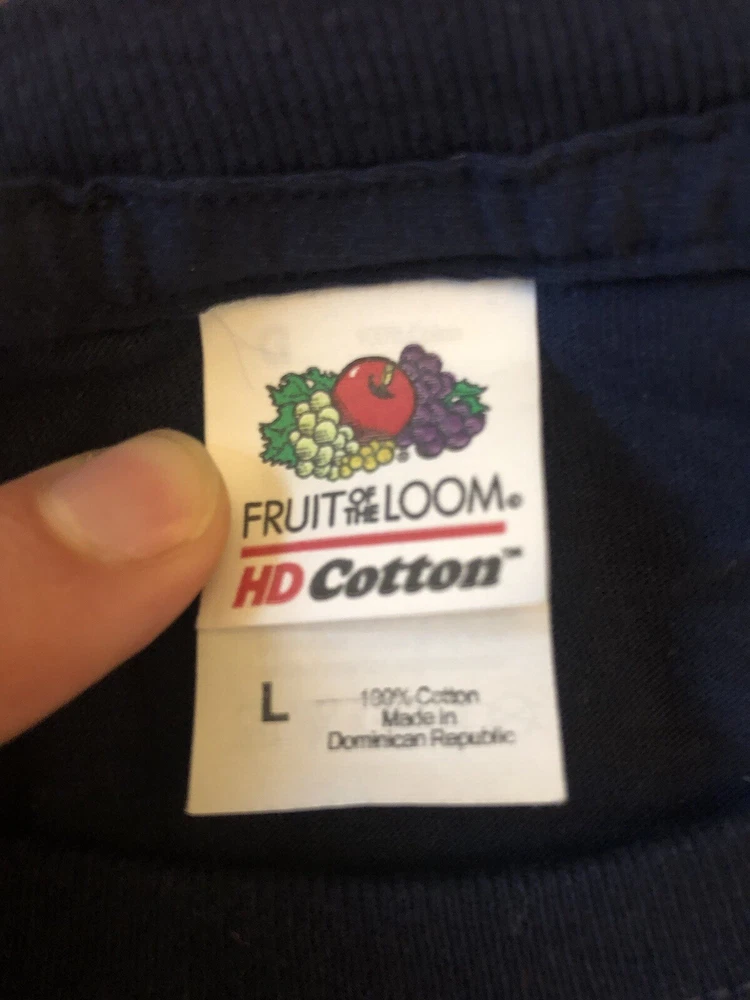 FRUIT OF THE LOOM®
HD Cotton™
L
100% Cotton
Made in
Dominican Republic